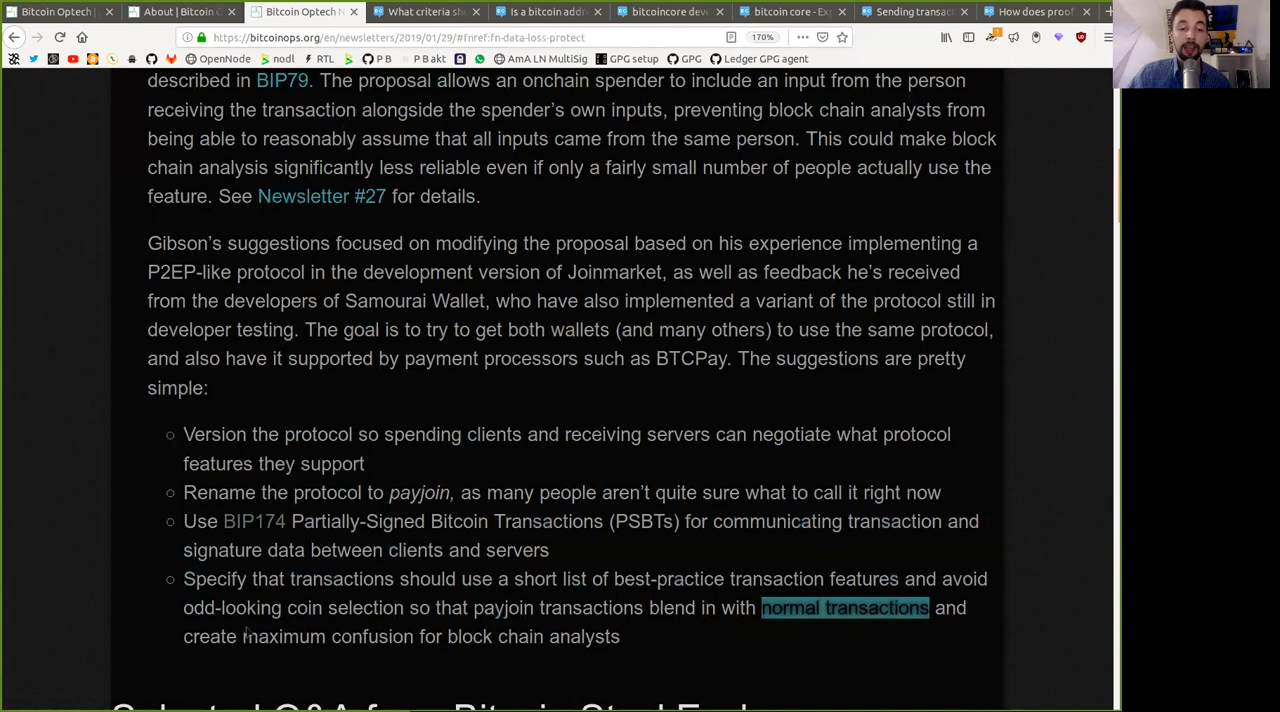 Bitcoin Optech
About | Bitcoin
Bitcoin Optech N
What criteria sh
Is a bitcoin add
bitcoincore dev
bitcoin core - Ex
Sending transac
How does proof
https://bitcoinops.org/en/newsletters/2019/01/29/#fnref:fn-data-loss-protect
170%
OpenNode
nodl
RTL
P B
P B akt
AmA LN MultiSig
GPG setup
GPG
Ledger GPG agent
described in BIP79. The proposal allows an onchain spender to include an input from the person
receiving the transaction alongside the spender's own inputs, preventing block chain analysts from
being able to reasonably assume that all inputs came from the same person. This could make block
chain analysis significantly less reliable even if only a fairly small number of people actually use the
feature. See Newsletter #27 for details.
Gibson's suggestions focused on modifying the proposal based on his experience implementing a
P2EP-like protocol in the development version of Joinmarket, as well as feedback he's received
from the developers of Samourai Wallet, who have also implemented a variant of the protocol still in
developer testing. The goal is to try to get both wallets (and many others) to use the same protocol,
and also have it supported by payment processors such as BTCPay. The suggestions are pretty
simple:
Version the protocol so spending clients and receiving servers can negotiate what protocol
features they support
Rename the protocol to payjoin, as many people aren't quite sure what to call it right now
Use BIP174 Partially-Signed Bitcoin Transactions (PSBTs) for communicating transaction and
signature data between clients and servers
Specify that transactions should use a short list of best-practice transaction features and avoid
odd-looking coin selection so that payjoin transactions blend in with normal transactions and
create maximum confusion for block chain analysts